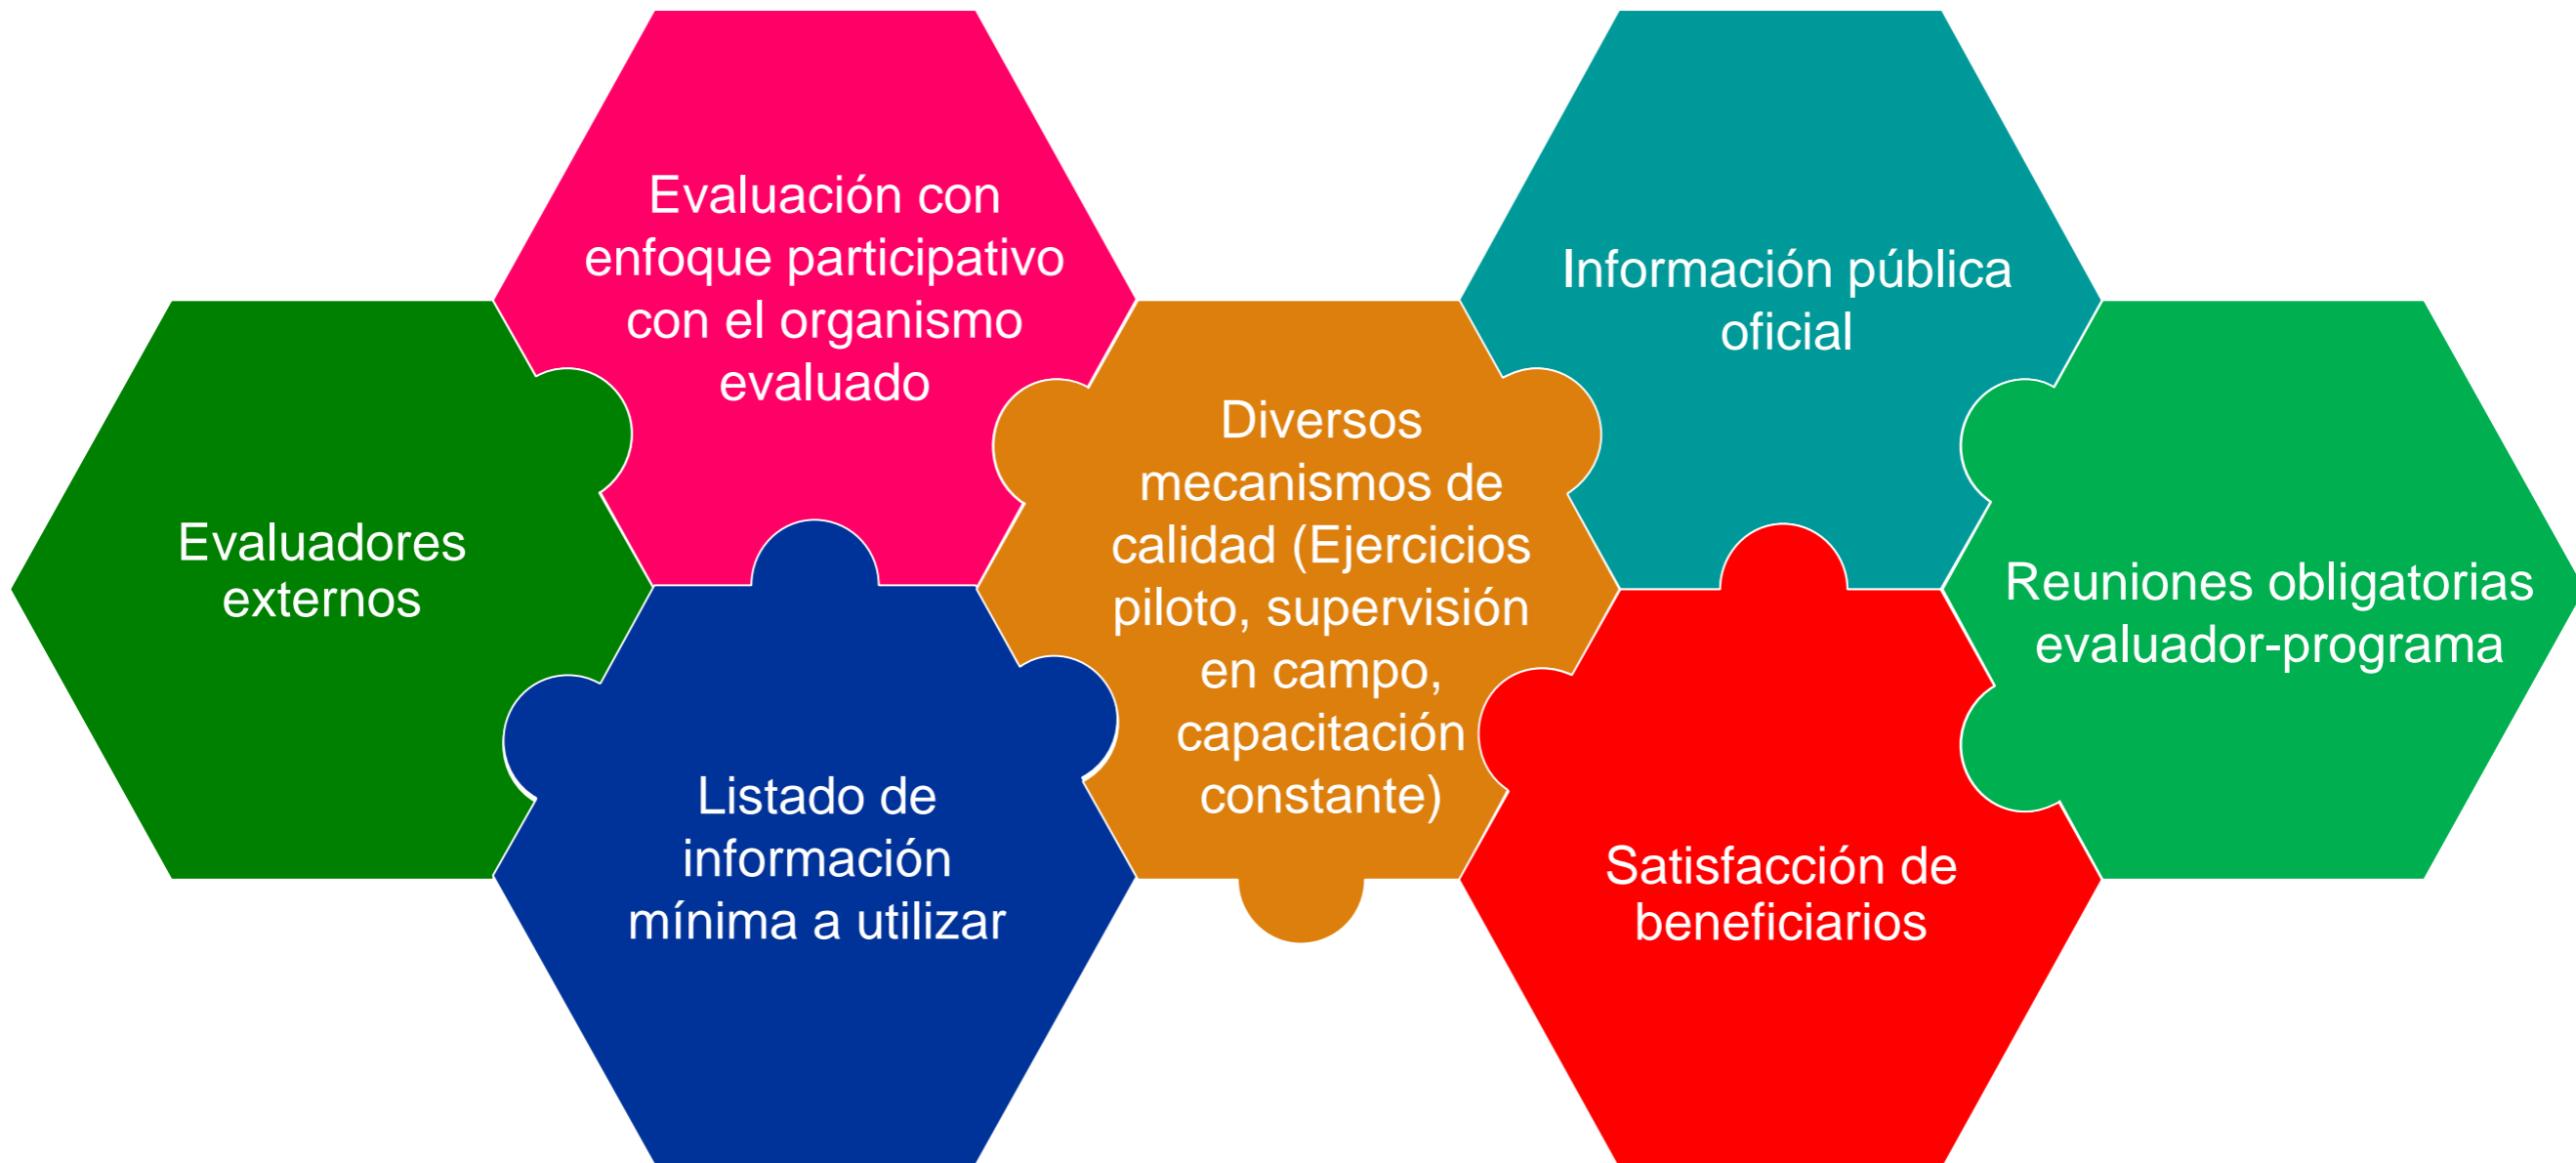 Evaluadores
externos
Evaluación con
enfoque participativo
con el organismo
evaluado
Listado de
información
mínima a utilizar
Diversos
mecanismos de
calidad (Ejercicios
piloto, supervisión
en campo,
capacitación
constante)
Información pública
oficial
Satisfacción de
beneficiarios
Reuniones obligatorias
evaluador-programa